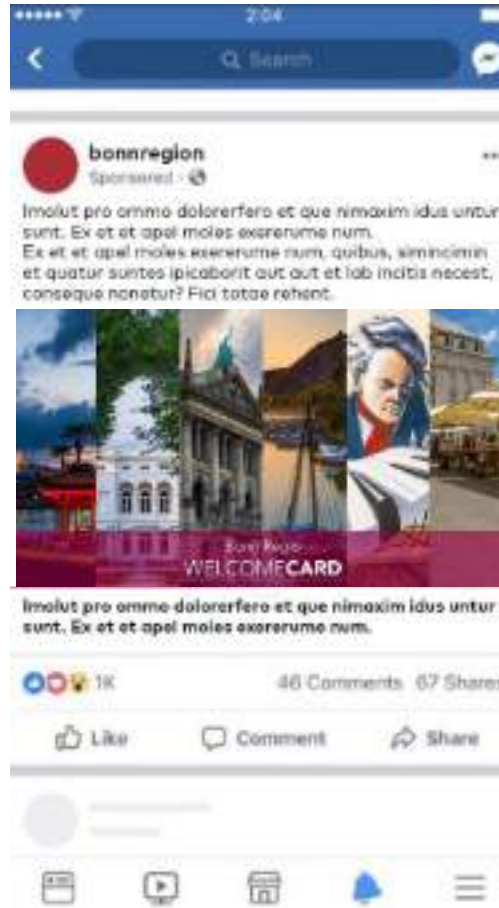 2:04
Search
bonnregion
Sponsored ·
Imolut pro ommo dolorerfero et que nimaxim idus untur
sunt. Ex et et apel moles exererume num.
Ex et et apel moles exererume num, quibus, simincimin
et quatur suntes ipicaborit aut aut et lab incitis necest,
conseque nonetur? Fici totae rehent.
Bonn Regio
WELCOMECARD
Imolut pro ommo dolorerfero et que nimaxim idus untur
sunt. Ex et et apel moles exererume num.
1K 46 Comments 67 Shares
Like Comment Share